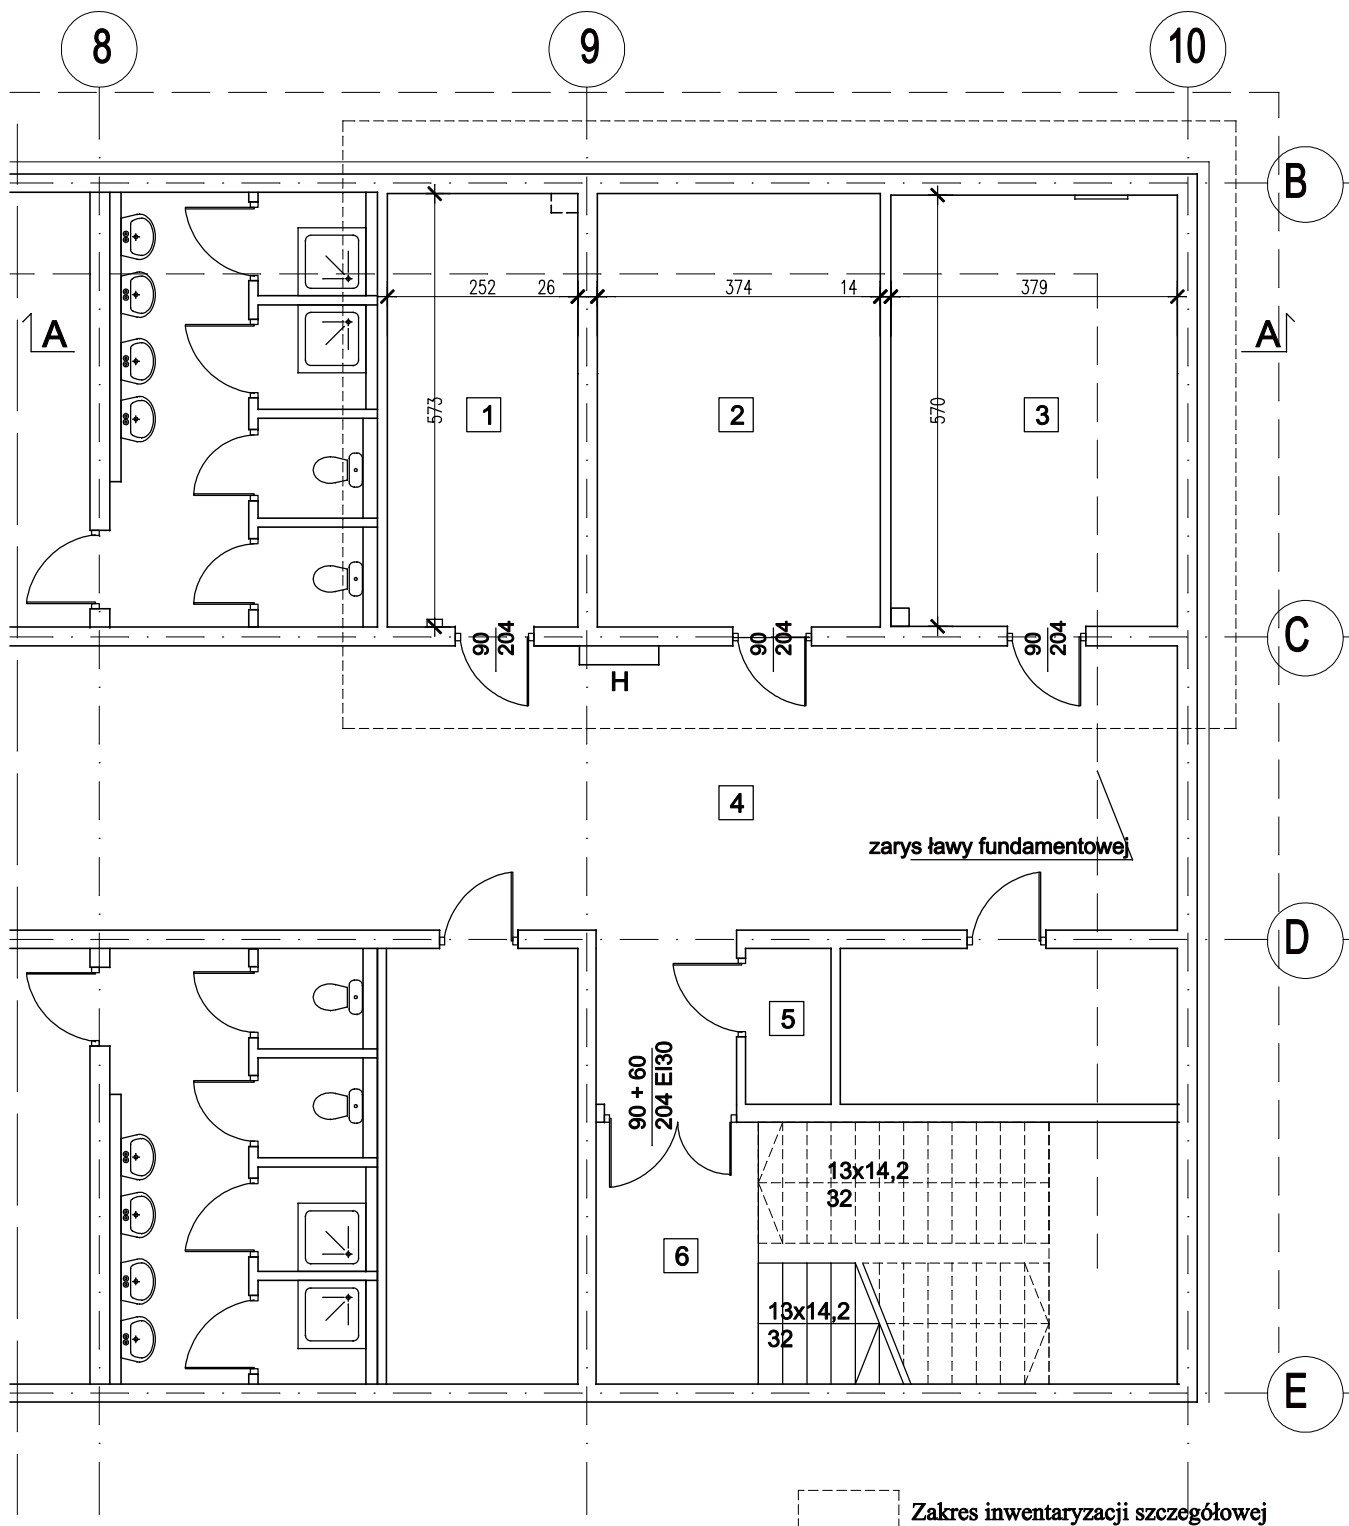 8
9
10
B
A
A
252
26
374
14
379
573
1
2
570
3
90
204
90
204
90
204
C
H
4
zarys ławy fundamentowej
D
5
90 + 60
204 EI30
13x14,2
32
6
13x14,2
32
E
Zakres inwentaryzacji szczegółowej